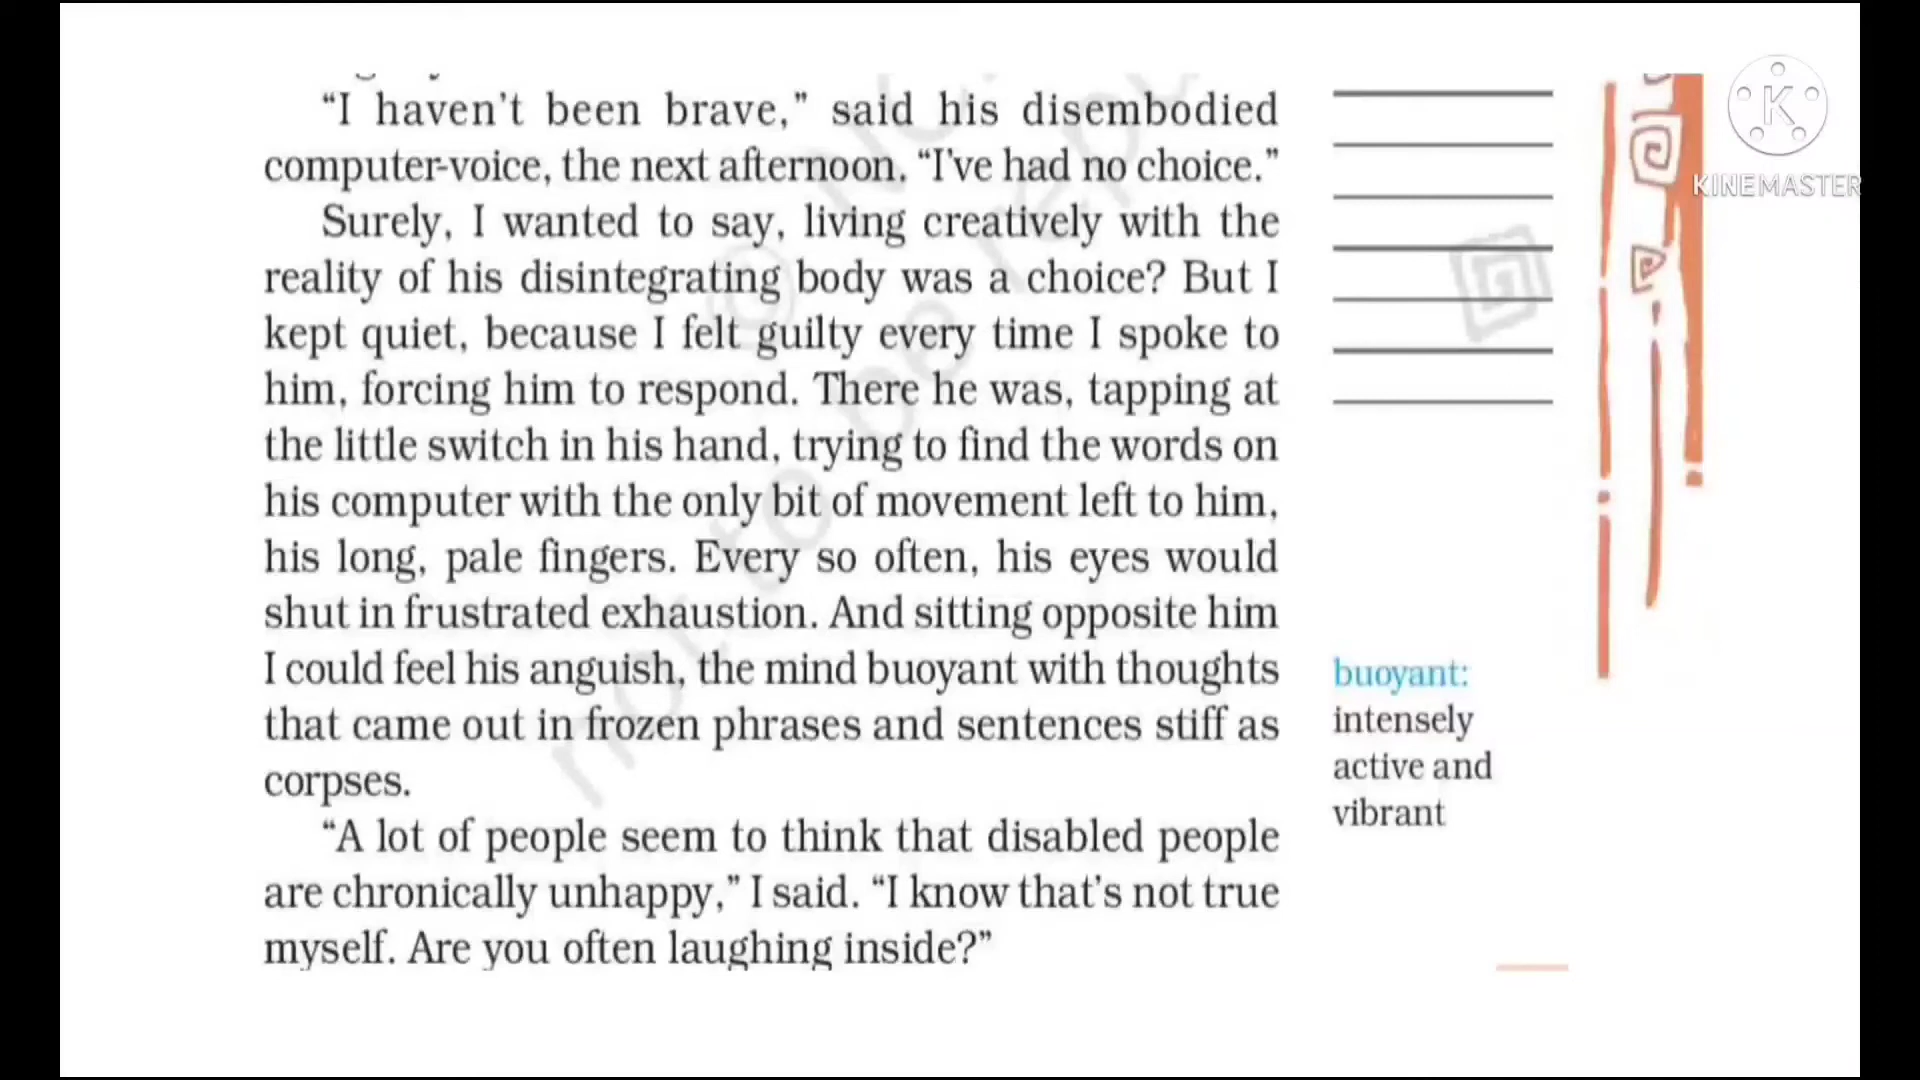 “I haven’t been brave,” said his disembodied
computer-voice, the next afternoon. “I’ve had no choice.”
Surely, I wanted to say, living creatively with the
reality of his disintegrating body was a choice? But I
kept quiet, because I felt guilty every time I spoke to
him, forcing him to respond. There he was, tapping at
the little switch in his hand, trying to find the words on
his computer with the only bit of movement left to him,
his long, pale fingers. Every so often, his eyes would
shut in frustrated exhaustion. And sitting opposite him
I could feel his anguish, the mind buoyant with thoughts
that came out in frozen phrases and sentences stiff as
corpses.
“A lot of people seem to think that disabled people
are chronically unhappy,” I said. “I know that’s not true
myself. Are you often laughing inside?”
buoyant:
intensely
active and
vibrant
K
KINEMASTER
not to be